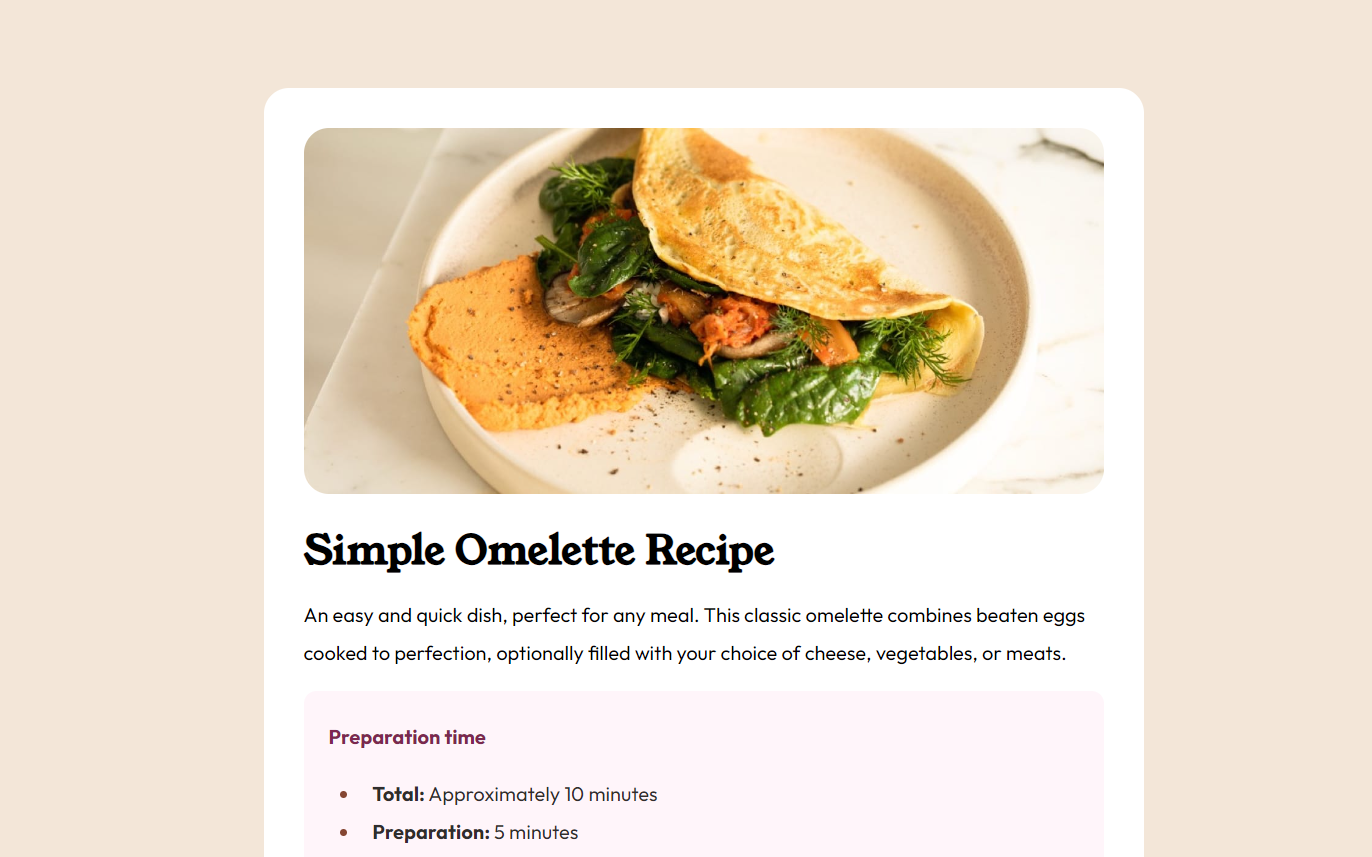 Simple Omelette Recipe
An easy and quick dish, perfect for any meal. This classic omelette combines beaten eggs
cooked to perfection, optionally filled with your choice of cheese, vegetables, or meats.
Preparation time
• Total: Approximately 10 minutes
• Preparation: 5 minutes